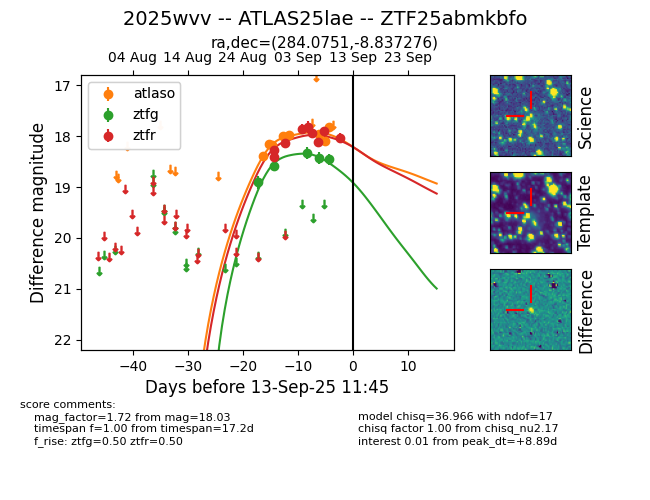 2025wvv -- ATLAS25lae -- ZTF25abmkbfo
ra,dec=(284.0751,-8.837276)
04 Aug 14 Aug 24 Aug 03 Sep 13 Sep 23 Sep
17
18
19
20
21
22
Difference magnitude
atlaso
ztfg
ztfr
−40 −30 −20 −10 0 10
Days before 13-Sep-25 11:45
Science
Template
Difference
score comments:
mag_factor=1.72 from mag=18.03
timespan f=1.00 from timespan=17.2d
f_rise: ztfg=0.50 ztfr=0.50
model chisq=36.966 with ndof=17
chisq factor 1.00 from chisq_nu2.17
interest 0.01 from peak_dt=+8.89d